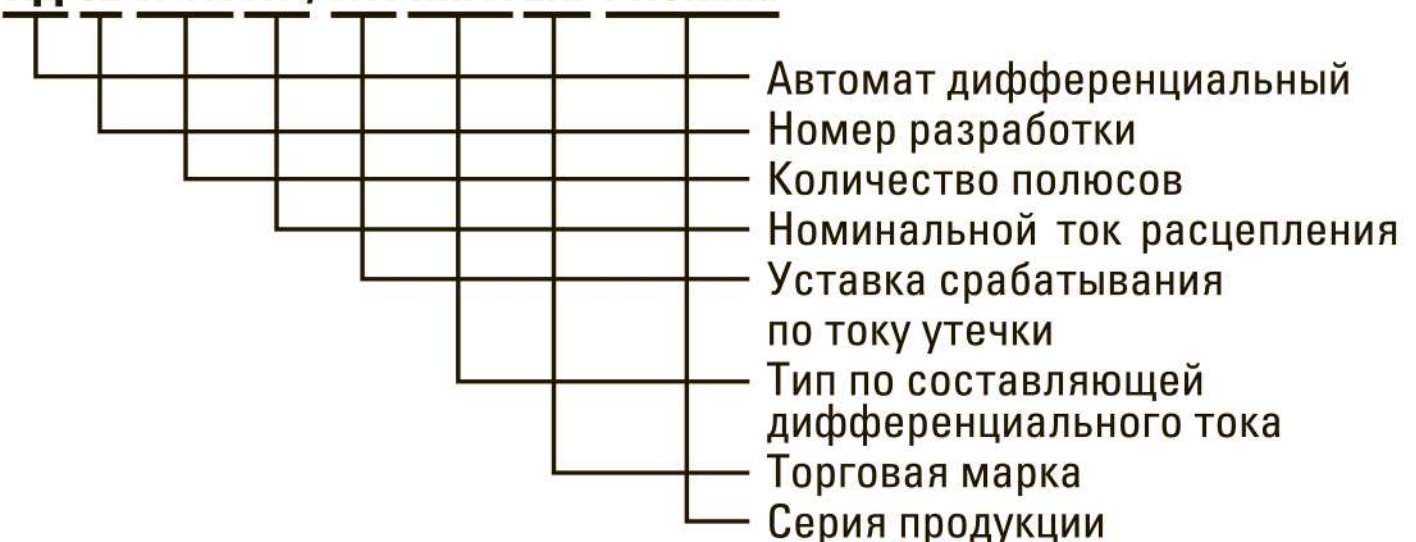 Автомат дифференциальный
Номер разработки
Количество полюсов
Номинальной ток расцепления
Уставка срабатывания
по току утечки
Тип по составляющей
дифференциального тока
Торговая марка
Серия продукции